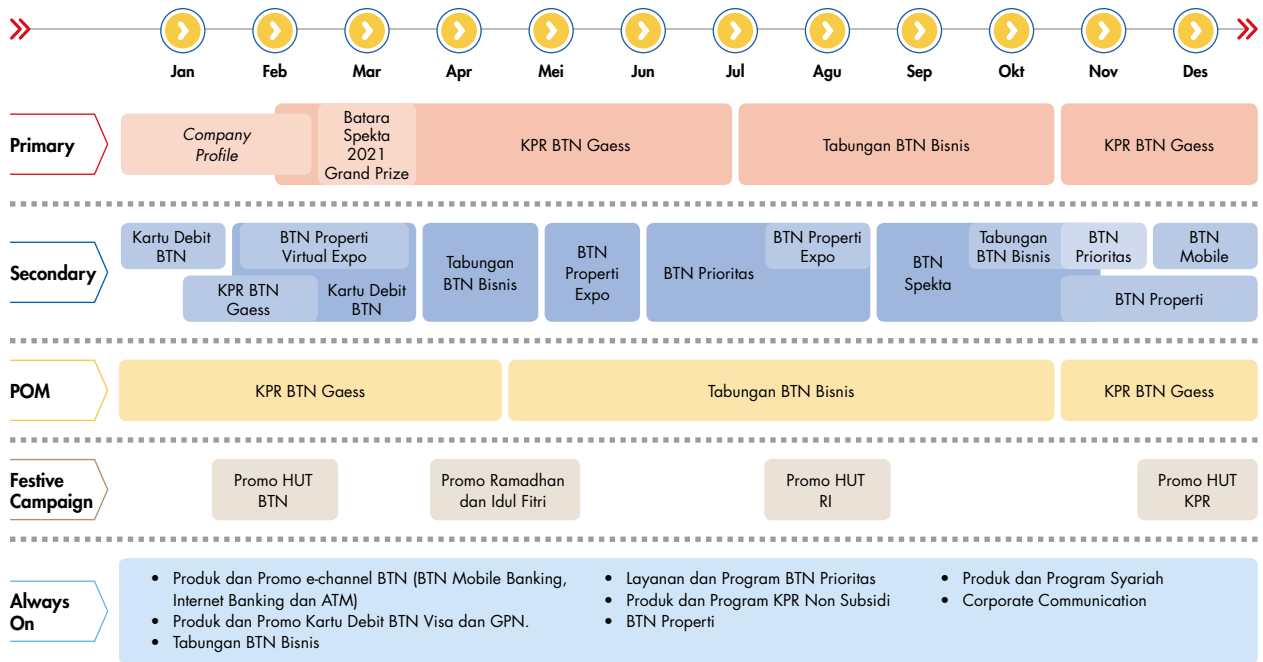 Jan
Feb
Mar
Apr
Mei
Jun
Jul
Agu
Sep
Okt
Nov
Des
Primary
Company
Profile
Batara
Spekta
2021
Grand Prize
KPR BTN Gaess
Tabungan BTN Bisnis
KPR BTN Gaess
Secondary
Kartu Debit
BTN
BTN Properti
Virtual Expo
KPR BTN
Gaess
Kartu Debit
BTN
Tabungan
BTN Bisnis
BTN
Properti
Expo
BTN Prioritas
BTN Properti
Expo
BTN
Spekta
Tabungan
BTN Bisnis
BTN
Prioritas
BTN
Mobile
BTN Properti
POM
KPR BTN Gaess
Tabungan BTN Bisnis
KPR BTN Gaess
Festive
Campaign
Promo HUT
BTN
Promo Ramadhan
dan Idul Fitri
Promo HUT
RI
Promo HUT
KPR
Always
On
• Produk dan Promo e-channel BTN (BTN Mobile Banking,
Internet Banking dan ATM)
• Produk dan Promo Kartu Debit BTN Visa dan GPN.
• Tabungan BTN Bisnis
• Layanan dan Program BTN Prioritas
• Produk dan Program KPR Non Subsidi
• BTN Properti
• Produk dan Program Syariah
• Corporate Communication